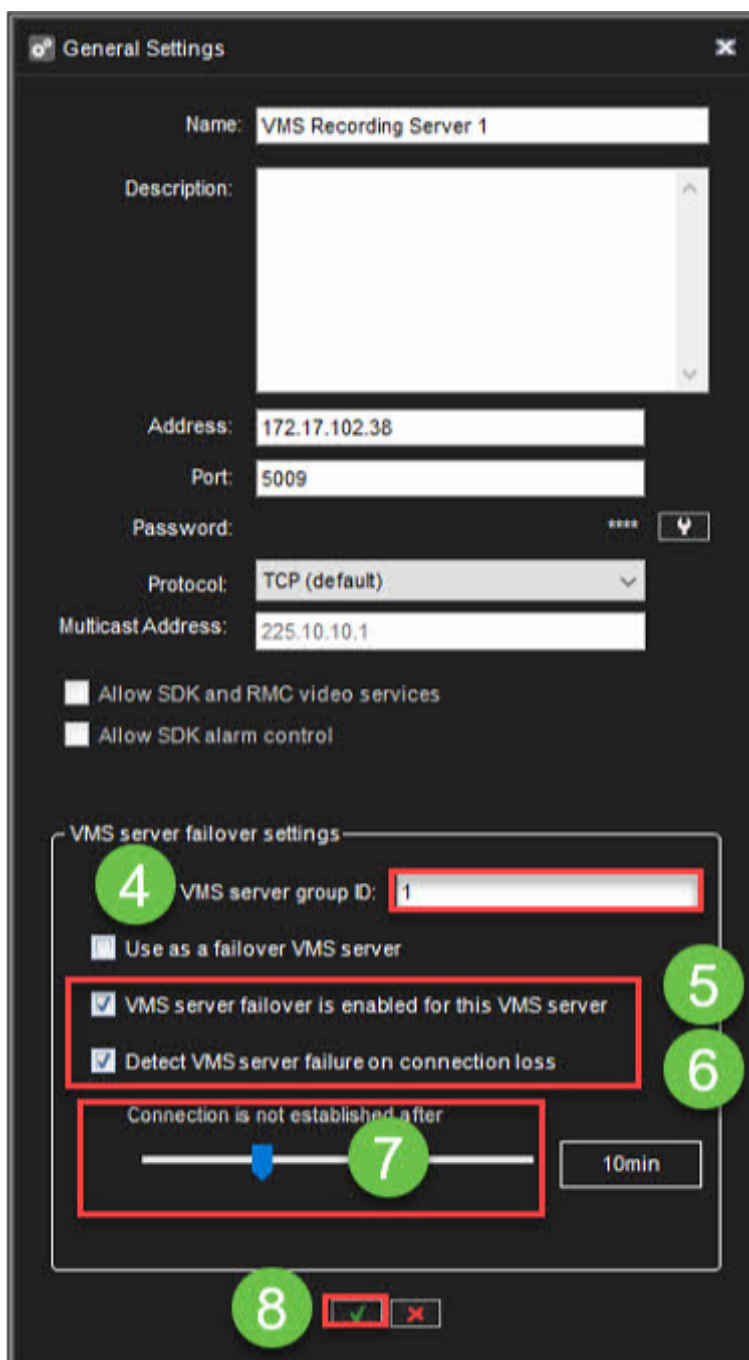 General Settings
Name: VMS Recording Server 1
Description:
Address: 172.17.102.38
Port: 5009
Password: ****
Protocol: TCP (default)
Multicast Address: 225.10.10.1
Allow SDK and RMC video services
Allow SDK alarm control
VMS server failover settings
4 VMS server group ID: 1
Use as a failover VMS server
5
VMS server failover is enabled for this VMS server
Detect VMS server failure on connection loss
6
Connection is not established after
7 10min
8